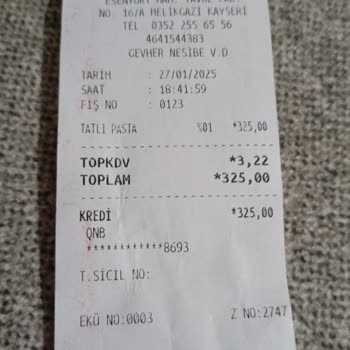 ESENYURT MAH.
NO 16/A MELİKGAZİ KAYSERİ
TEL. 0352 255 65 56
4641544383
GEVHER NESİBE V.D
TARİH : 27/01/2025
SAAT : 18:41:59
FİŞ NO : 0123
TATLI PASTA %01 *325,00
TOPKDV *3,22
TOPLAM *325,00
KREDİ *325,00
QNB
************8693
T.SİCİL NO:
EKÜ NO:0003 Z NO:2747